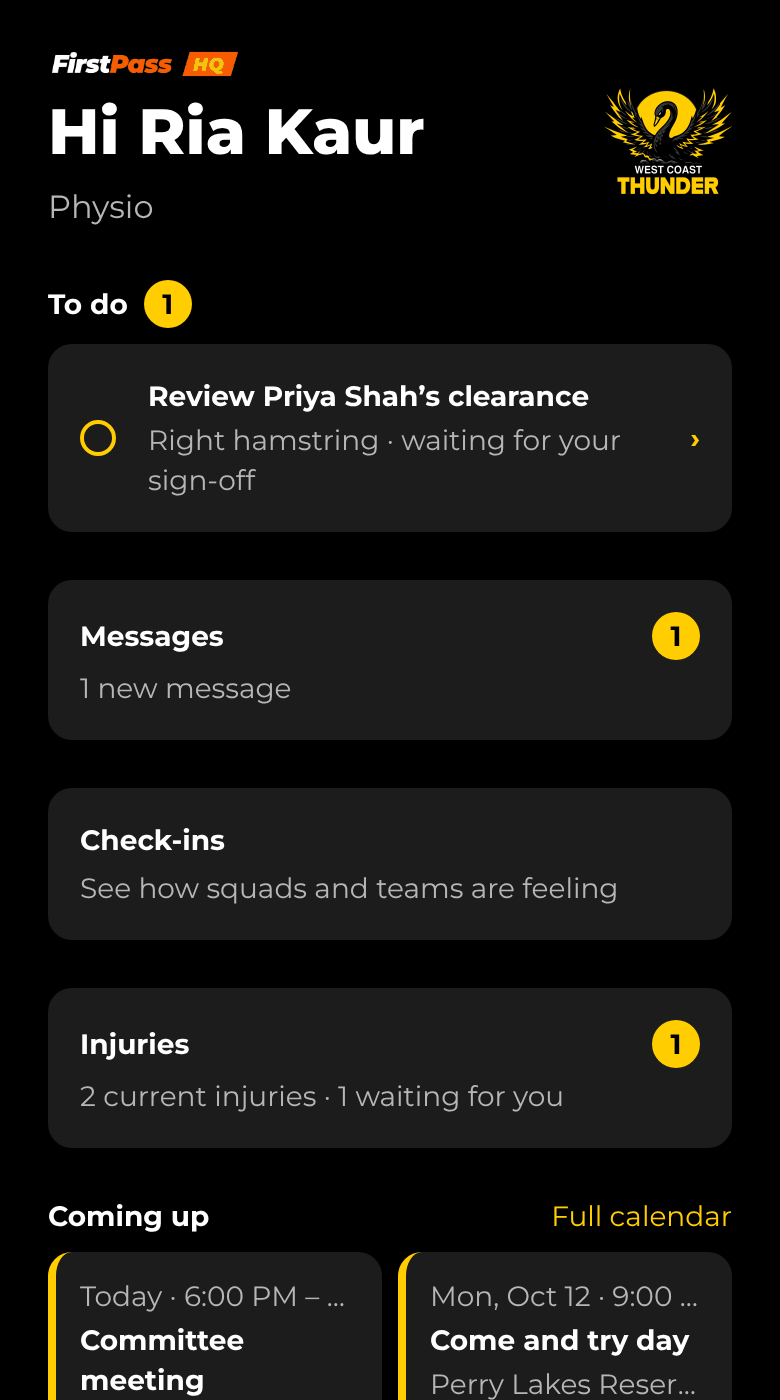 FirstPass HQ
Hi Ria Kaur
Physio
WEST COAST
THUNDER
To do 1
Review Priya Shah’s clearance
Right hamstring · waiting for your
sign-off
›
Messages 1
1 new message
Check-ins
See how squads and teams are feeling
Injuries 1
2 current injuries · 1 waiting for you
Coming up Full calendar
Today · 6:00 PM – ...
Committee
meeting
Mon, Oct 12 · 9:00 ...
Come and try day
Perry Lakes Reser...